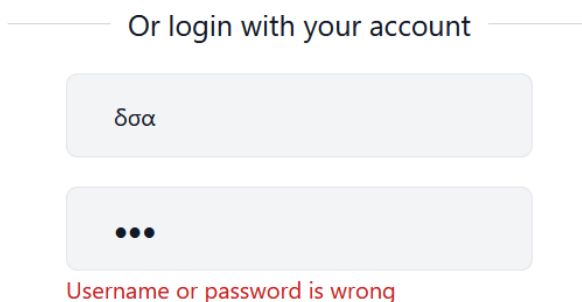 Or login with your account
δσα
•••
Username or password is wrong